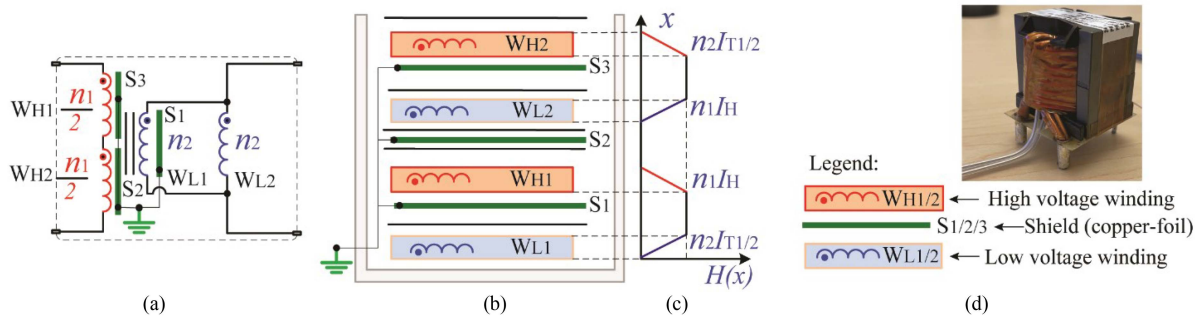 S3
WH1
n1
2
S1
n2
n2
WH2
n1
2
S2
WL1
WL2
(a)
WH2
S3
WL2
S2
WH1
S1
WL1
(b)
x
n2IT1/2
n1IH
n1IH
n2IT1/2
H(x)
(c)
Legend:
WH1/2 High voltage winding
S1/2/3 Shield (copper-foil)
WL1/2 Low voltage winding
(d)